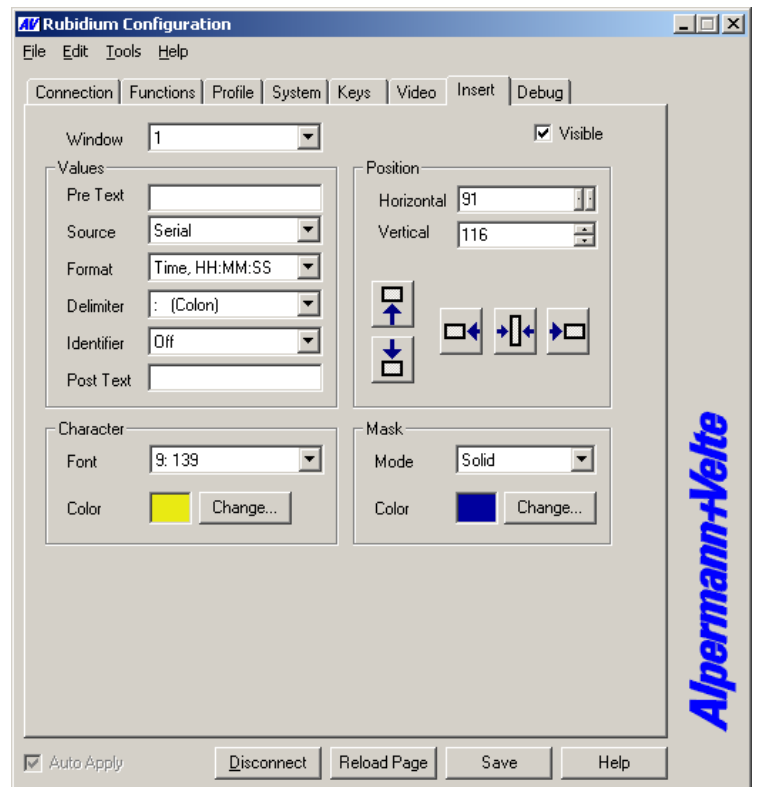 AV Rubidium Configuration
File Edit Tools Help
Connection Functions Profile System Keys Video Insert Debug
Window 1 Visible
Values
Pre Text
Source Serial
Format Time, HH:MM:SS
Delimiter : (Colon)
Identifier Off
Post Text
Position
Horizontal 91
Vertical 116
Character
Font 9: 139
Color Change...
Mask
Mode Solid
Color Change...
Alpermann+Velte
Auto Apply Disconnect Reload Page Save Help